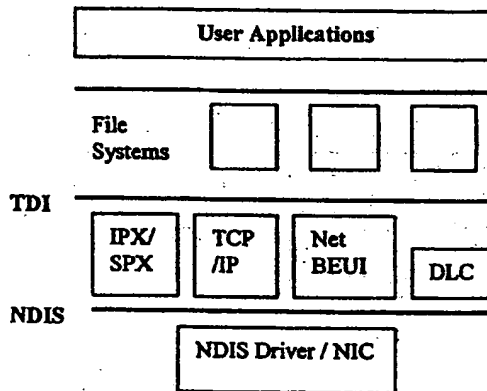 User Applications
File
Systems
TDI
IPX/
SPX
TCP
/IP
Net
BEUI
DLC
NDIS
NDIS Driver / NIC